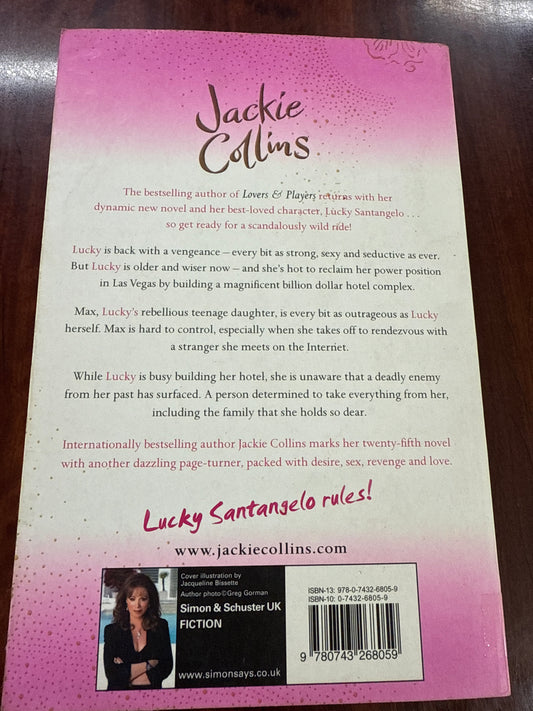 Jackie
Collins
The bestselling author of Lovers & Players returns with her
dynamic new novel and her best-loved character, Lucky Santangelo . . .
so get ready for a scandalously wild ride!
Lucky is back with a vengeance – every bit as strong, sexy and seductive as ever.
But Lucky is older and wiser now – and she's hot to reclaim her power position
in Las Vegas by building a magnificent billion dollar hotel complex.
Max, Lucky's rebellious teenage daughter, is every bit as outrageous as Lucky
herself. Max is hard to control, especially when she takes off to rendezvous with
a stranger she meets on the Internet.
While Lucky is busy building her hotel, she is unaware that a deadly enemy
from her past has surfaced. A person determined to take everything from her,
including the family that she holds so dear.
Internationally bestselling author Jackie Collins marks her twenty-fifth novel
with another dazzling page-turner, packed with desire, sex, revenge and love.
Lucky Santangelo rules!
www.jackiecollins.com
Cover illustration by
Jacqueline Bissette
Author photo©Greg Gorman
Simon & Schuster UK
FICTION
www.simonsays.co.uk
ISBN-13: 978-0-7432-6805-9
ISBN-10: 0-7432-6805-9
9 780743 268059